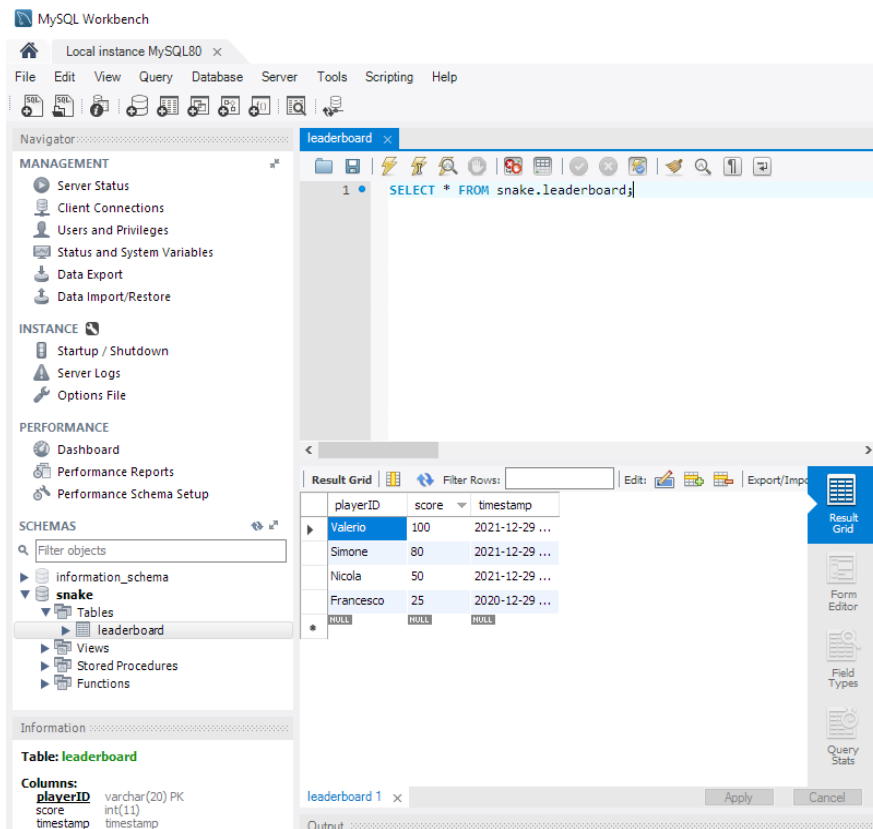 MySQL Workbench
Local instance MySQL80 ×
File Edit View Query Database Server Tools Scripting Help
Navigator
MANAGEMENT
Server Status
Client Connections
Users and Privileges
Status and System Variables
Data Export
Data Import/Restore
INSTANCE
Startup / Shutdown
Server Logs
Options File
PERFORMANCE
Dashboard
Performance Reports
Performance Schema Setup
SCHEMAS
Filter objects
information_schema
snake
Tables
leaderboard
Views
Stored Procedures
Functions
Information
Table: leaderboard
Columns:
playerID varchar(20) PK
score int(11)
timestamp timestamp
leaderboard ×
1 SELECT * FROM snake.leaderboard;
Result Grid Filter Rows: Edit: Export/Impo
playerID score timestamp
Valerio 100 2021-12-29 ...
Simone 80 2021-12-29 ...
Nicola 50 2021-12-29 ...
Francesco 25 2020-12-29 ...
NULL NULL NULL
Result
Grid
Form
Editor
Field
Types
Query
Stats
leaderboard 1 × Apply Cancel
Output